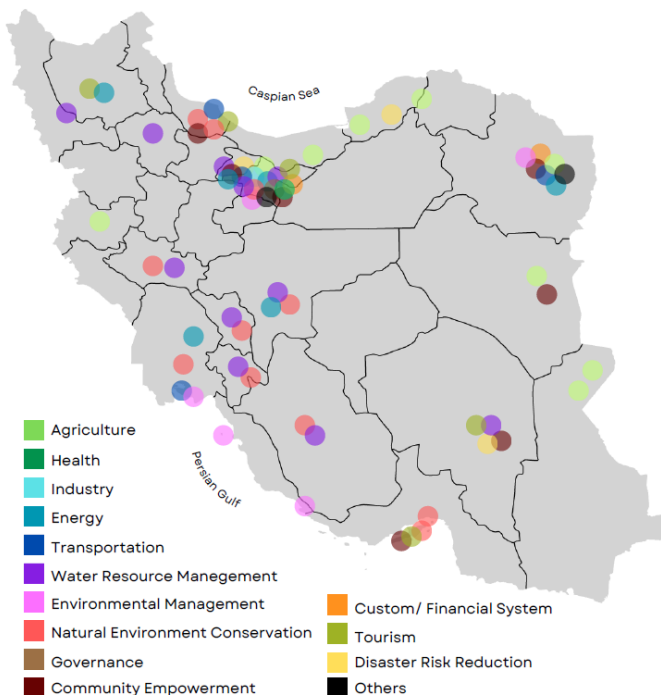 Caspian Sea
Persian Gulf
Agriculture
Health
Industry
Energy
Transportation
Water Resource Manegement
Environmental Management
Natural Environment Conservation
Governance
Community Empowerment
Custom/ Financial System
Tourism
Disaster Risk Reduction
Others